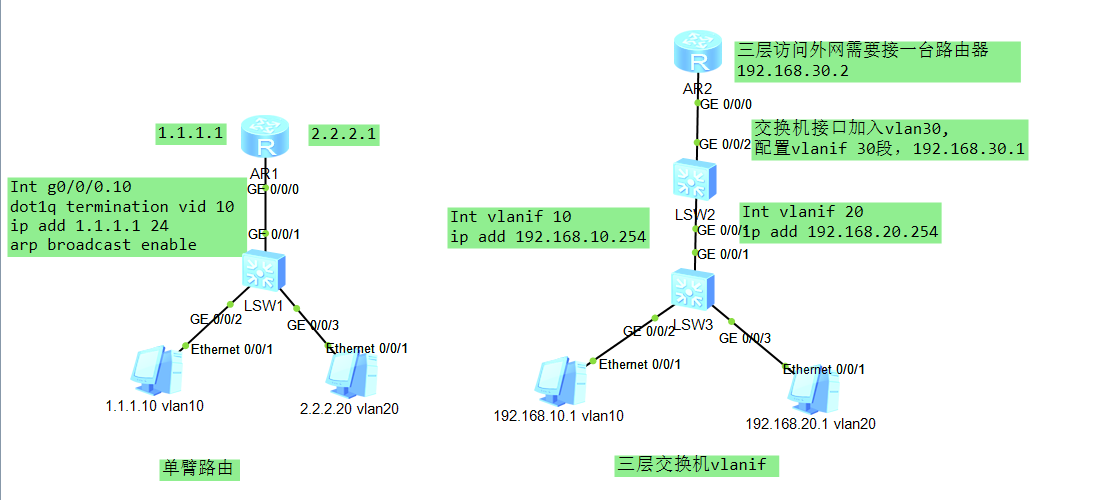 1.1.1.1
2.2.2.1
R
AR1
GE 0/0/0
Int g0/0/0.10
dot1q termination vid 10
ip add 1.1.1.1 24
arp broadcast enable
GE 0/0/1
LSW1
GE 0/0/2
GE 0/0/3
Ethernet 0/0/1
Ethernet 0/0/1
1.1.1.10 vlan10
2.2.2.20 vlan20
单臂路由
R
AR2
三层访问外网需要接一台路由器
192.168.30.2
GE 0/0/0
GE 0/0/2
交换机接口加入vlan30,
配置vlanif 30段，192.168.30.1
LSW2
Int vlanif 10
ip add 192.168.10.254
Int vlanif 20
ip add 192.168.20.254
GE 0/0/1
GE 0/0/1
LSW3
GE 0/0/2
GE 0/0/3
Ethernet 0/0/1
Ethernet 0/0/1
192.168.10.1 vlan10
192.168.20.1 vlan20
三层交换机vlanif